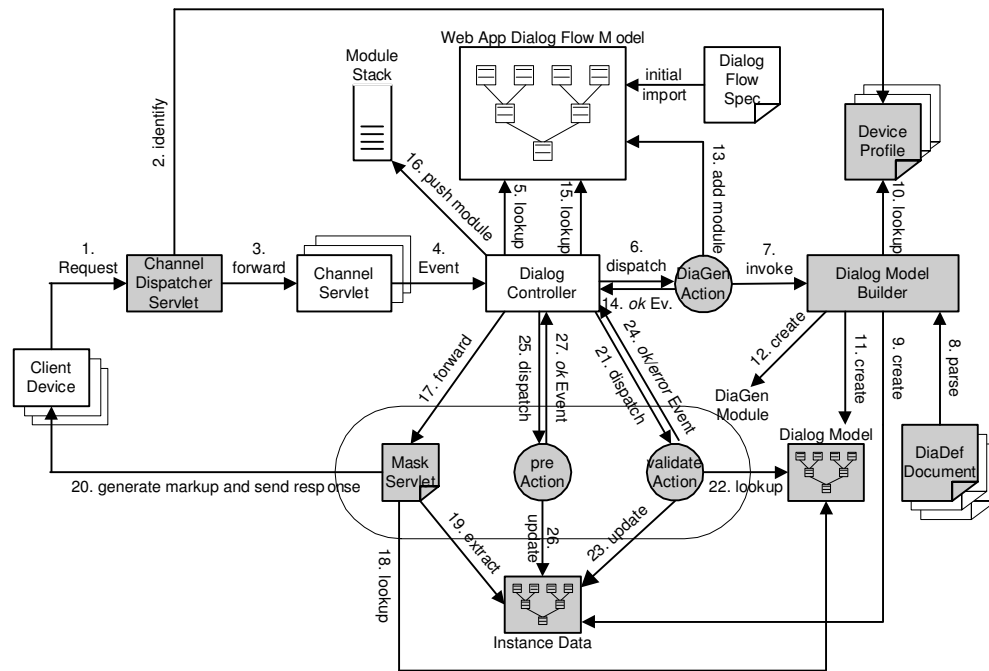 Web App Dialog Flow Model
Module
Stack
initial
import
Dialog
Flow
Spec
Device
Profile
2. identify
16. push module
5. lookup
15. lookup
13. add module
10. lookup
1.
Request
Channel
Dispatcher
Servlet
3.
forward
Channel
Servlet
4.
Event
Dialog
Controller
6.
dispatch
14. ok Ev.
DiaGen
Action
7.
invoke
Dialog Model
Builder
Client
Device
17. forward
25. dispatch
27. ok Event
21. dispatch
24. ok/error Event
12. create
11. create
9. create
8. parse
DiaGen
Module
Dialog Model
DiaDef
Document
Mask
Servlet
pre
Action
validate
Action
20. generate markup and send response
22. lookup
18. lookup
19. extract
26.
update
23. update
Instance Data